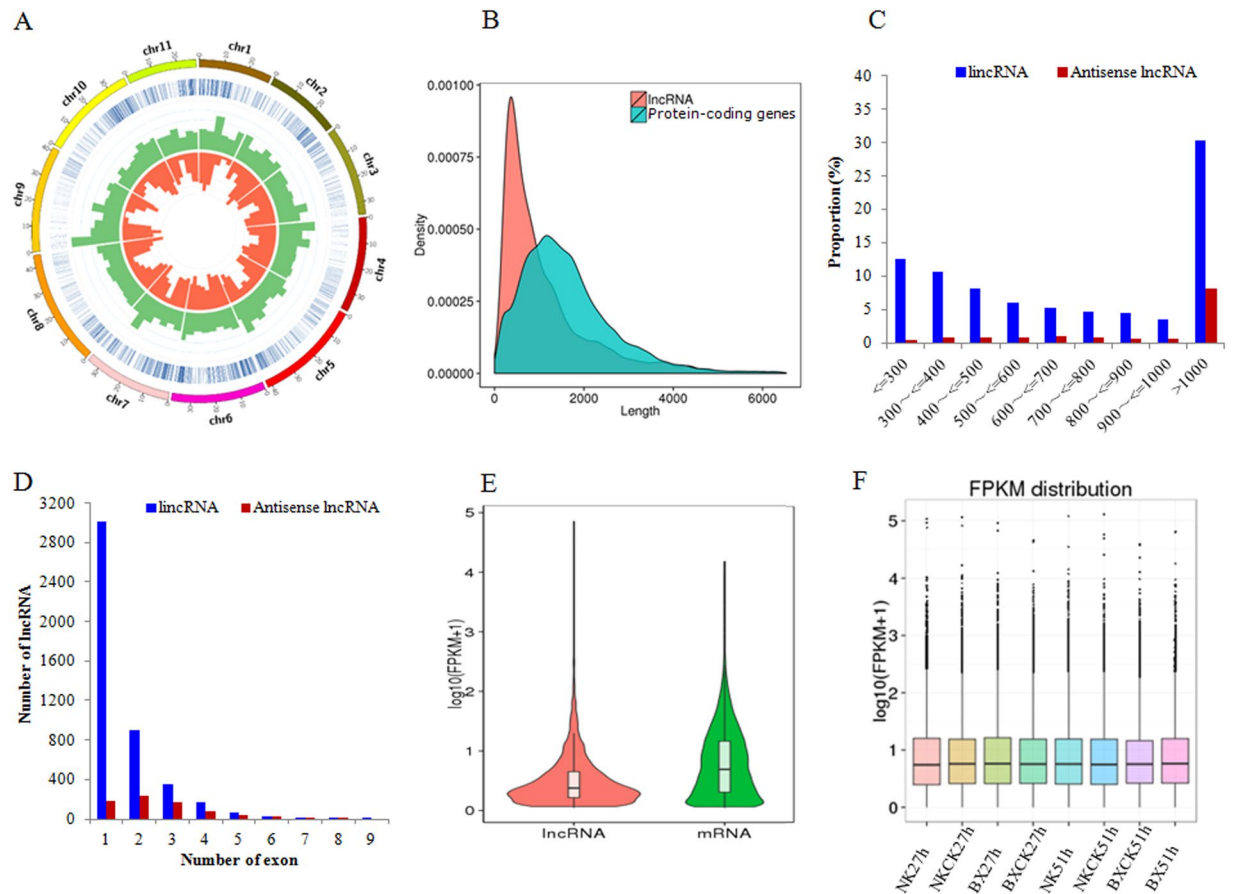 A
chr1
chr2
chr3
chr4
chr5
chr6
chr7
chr8
chr9
chr10
chr11
B
0.00100
0.00075
0.00050
0.00025
0.00000
Density
lncRNA
Protein-coding genes
0 2000 4000 6000
Length
C
lincRNA Antisense lncRNA
40
35
30
25
20
15
10
5
0
Proportion (%)
<=300
300~<=400
400~<=500
500~<=600
600~<=700
700~<=800
800~<=900
900~<=1000
>1000
D
lincRNA Antisense lncRNA
3200
2800
2400
2000
1600
1200
800
400
0
Number of lncRNA
1 2 3 4 5 6 7 8 9
Number of exon
E
5
4
3
2
1
0
log10(FPKM+1)
lncRNA mRNA
F
FPKM distribution
5
4
3
2
1
0
log10(FPKM+1)
NK27h
NKCK27h
BX27h
BXCK27h
NK51h
NKCK51h
BXCK51h
BX51h